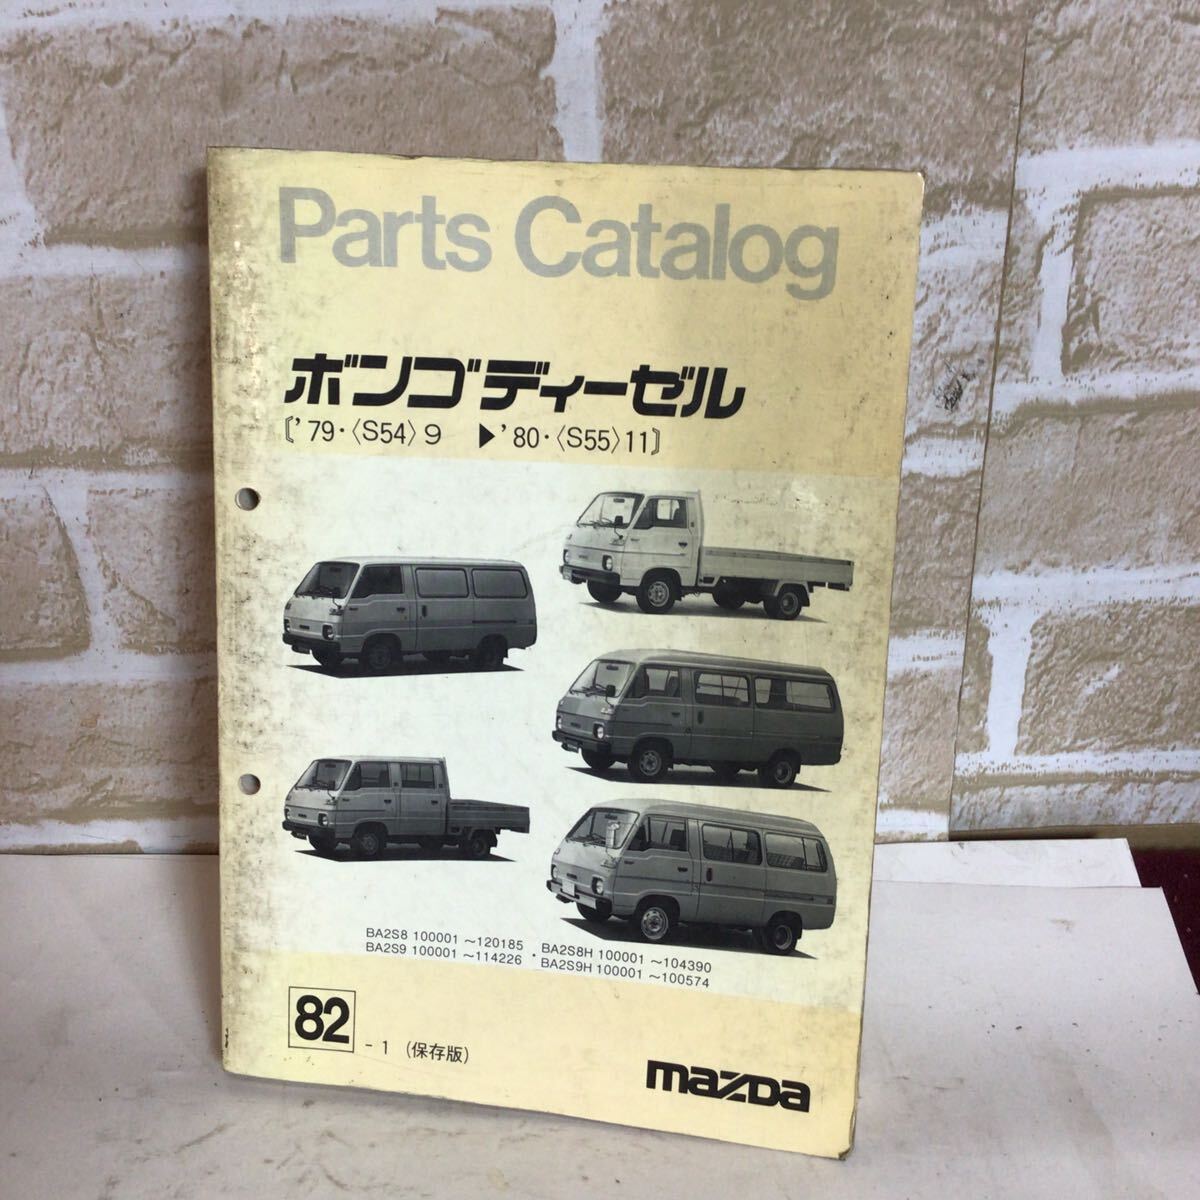 Parts Catalog
ボンゴディーゼル
〔'79・〈S54〉9 ▶'80・〈S55〉11〕
BA2S8 100001 ～120185 ・ BA2S8H 100001 ～104390
BA2S9 100001 ～114226 BA2S9H 100001 ～100574
82 - 1 (保存版)
mazda